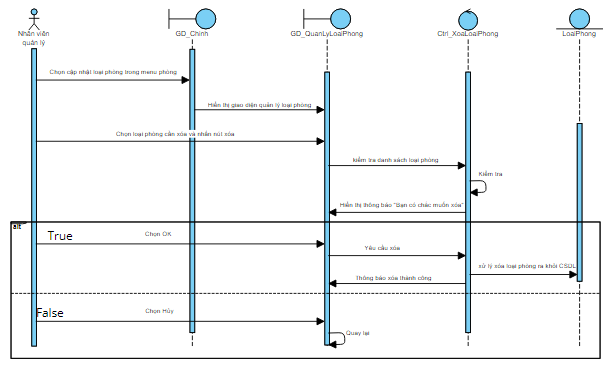 Nhân viên
quản lý
GD_Chinh
GD_QuanLyLoaiPhong
Ctrl_XoaLoaiPhong
LoaiPhong
Chọn cập nhật loại phòng trong menu phòng
Hiển thị giao diện quản lý loại phòng
Chọn loại phòng cần xóa và nhấn nút xóa
kiểm tra danh sách loại phòng
Kiểm tra
Hiển thị thông báo "Bạn có chắc muốn xóa"
alt
True
Chọn OK
Yêu cầu xóa
xử lý xóa loại phòng ra khỏi CSDL
Thông báo xóa thành công
False
Chọn Hủy
Quay lại